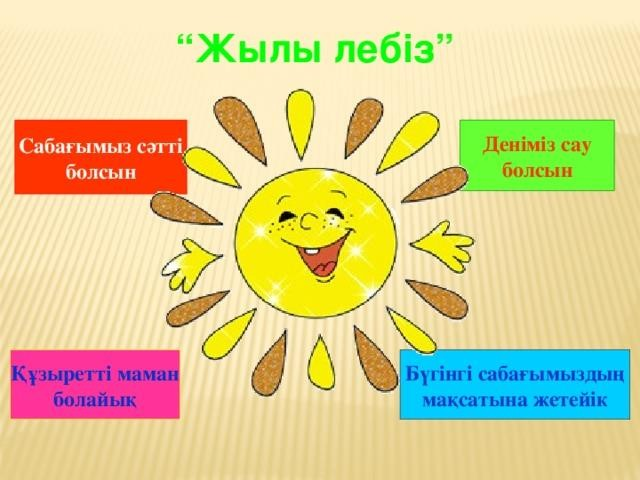 “Жылы лебіз”
Сабағымыз сәтті
болсын
Деніміз сау
болсын
Құзыретті маман
болайық
Бүгінгі сабағымыздың
мақсатына жетейік